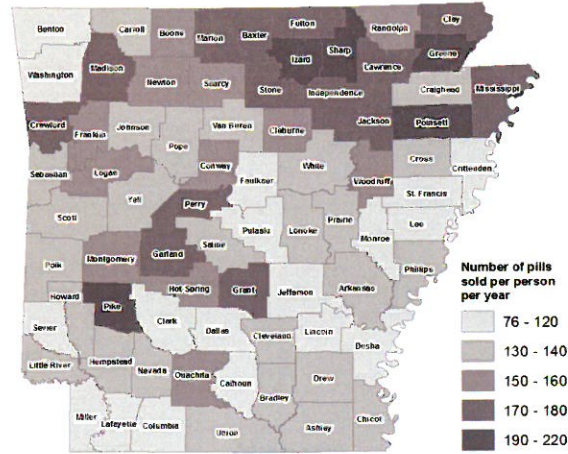 Benton
Carroll
Boone
Marion
Baxter
Fulton
Randolph
Clay
Washington
Madison
Newton
Searcy
Stone
Izard
Sharp
Independence
Lawrence
Greene
Craighead
Mississippi
Crawford
Franklin
Johnson
Pope
Van Buren
Cleburne
Jackson
Poinsett
Sebastian
Logan
Conway
Faulkner
White
Woodruff
Cross
Crittenden
Scott
Yell
Perry
Pulaski
Lonoke
Prairie
Monroe
St. Francis
Lee
Polk
Montgomery
Garland
Saline
Phillips
Howard
Pike
Hot Spring
Grant
Jefferson
Arkansas
Sevier
Clark
Dallas
Cleveland
Lincoln
Desha
Little River
Hempstead
Nevada
Ouachita
Calhoun
Bradley
Drew
Miller
Lafayette
Columbia
Union
Ashley
Chicot
Number of pills
sold per person
per year
76 - 120
130 - 140
150 - 160
170 - 180
190 - 220